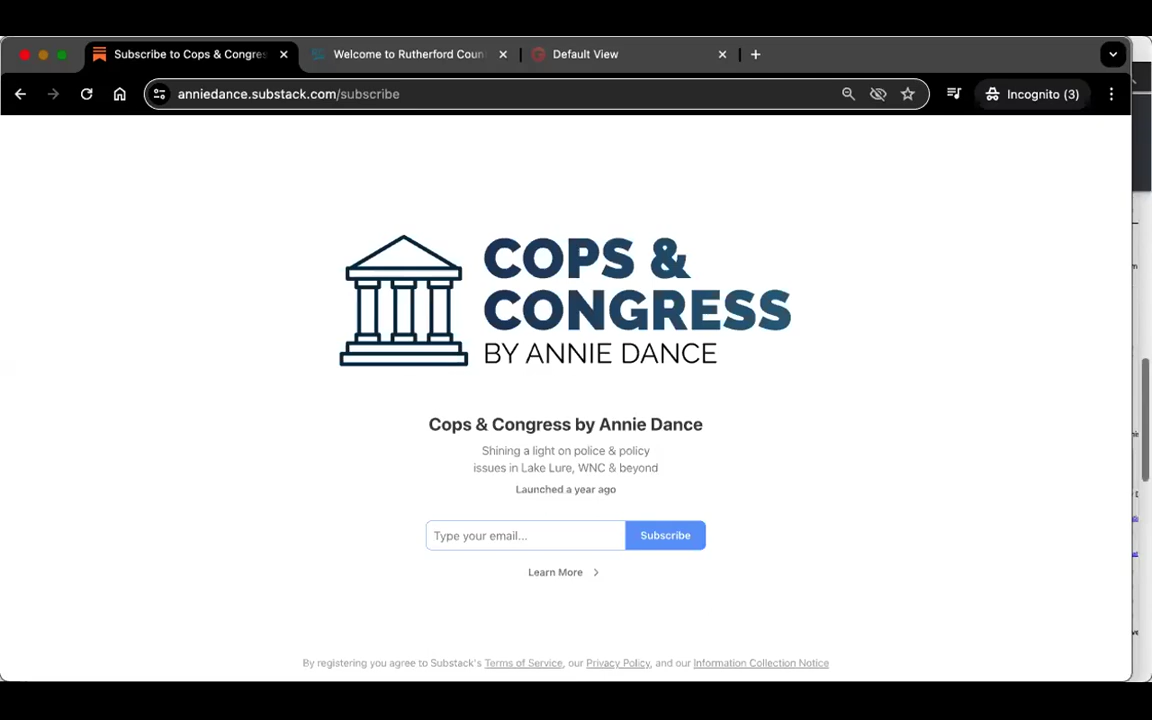 Subscribe to Cops & Congres
Welcome to Rutherford Coun
Default View
anniedance.substack.com/subscribe
Incognito (3)
COPS &
CONGRESS
BY ANNIE DANCE
Cops & Congress by Annie Dance
Shining a light on police & policy
issues in Lake Lure, WNC & beyond
Launched a year ago
Type your email...
Subscribe
Learn More
By registering you agree to Substack's Terms of Service, our Privacy Policy, and our Information Collection Notice